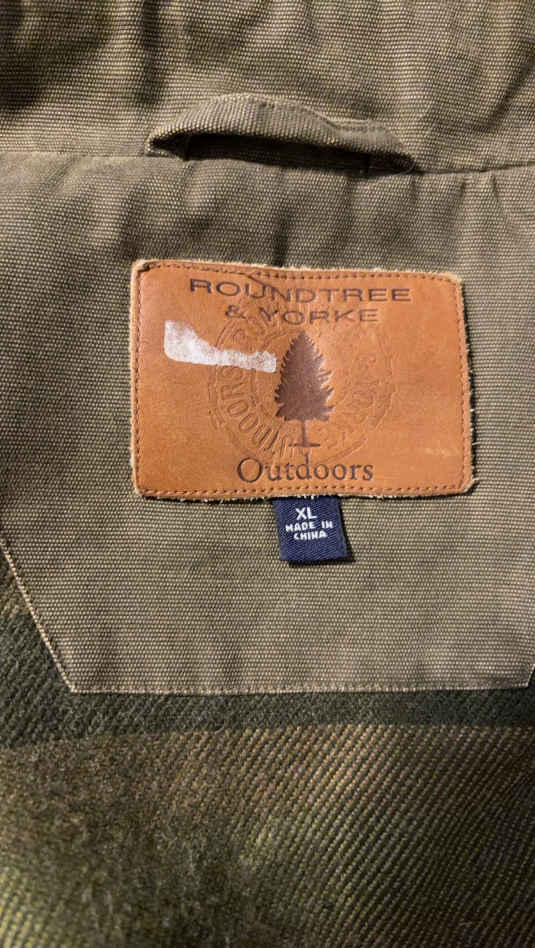 ROUNDTREE
& YORKE
Outdoors
XL
MADE IN
CHINA